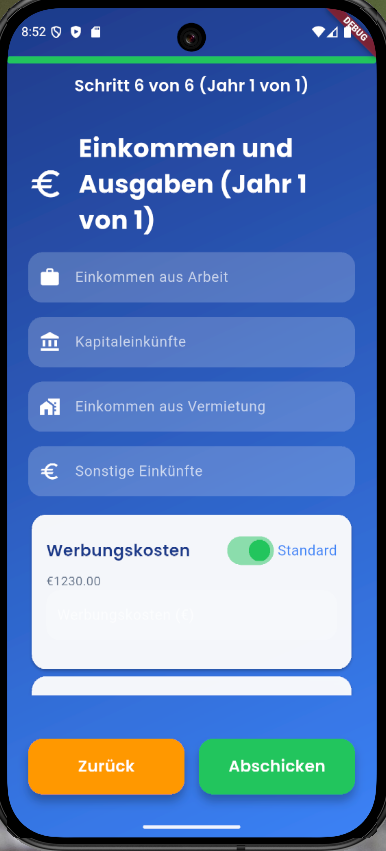 8:52
DEBUG
Schritt 6 von 6 (Jahr 1 von 1)
Einkommen und
Ausgaben (Jahr 1
von 1)
Einkommen aus Arbeit
Kapitaleinkünfte
Einkommen aus Vermietung
Sonstige Einkünfte
Werbungskosten
Standard
€1230.00
Werbungskosten (€)
Zurück
Abschicken